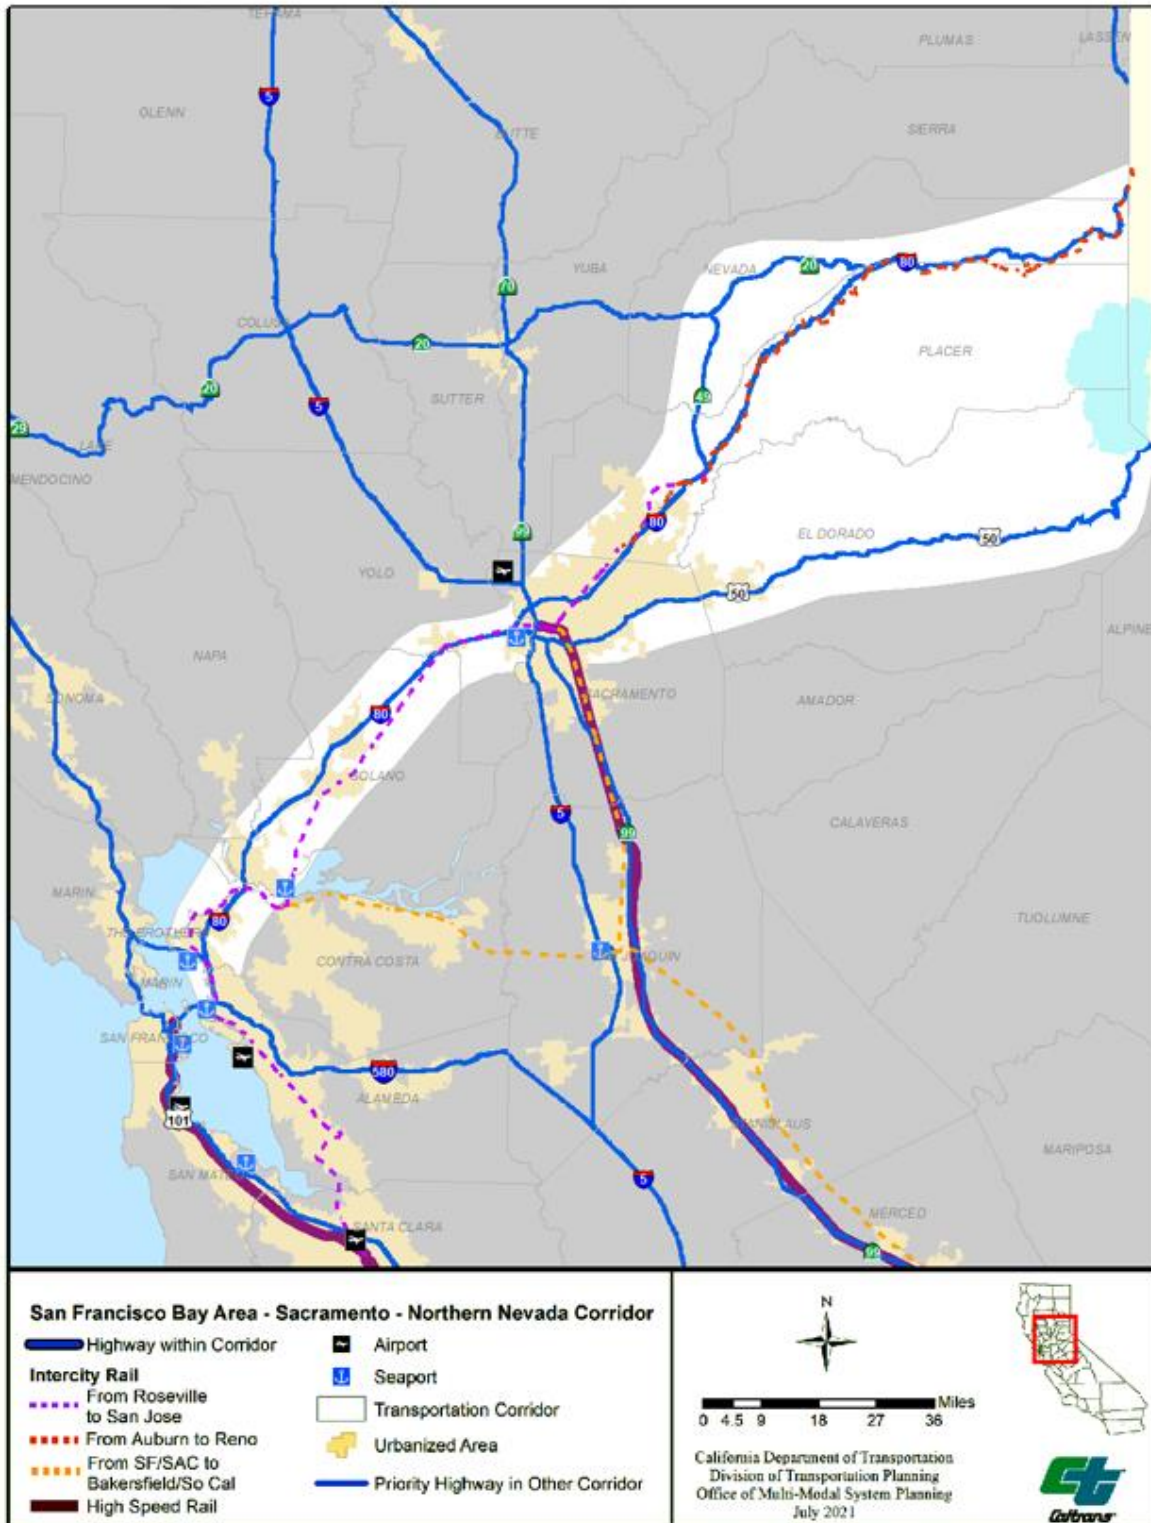 TEHAMA
PLUMAS
LASSEN
5
GLENN
BUTTE
SIERRA
70
YUBA
NEVADA
20
80
COLUSA
20
PLACER
20
5
SUTTER
49
29
LAKE
MENDOCINO
99
80
EL DORADO
50
YOLO
50
ALPINE
NAPA
SONOMA
SACRAMENTO
AMADOR
80
SOLANO
5
99
CALAVERAS
MARIN
80
TUOLUMNE
THE BROTHER
CONTRA COSTA
JOAQUIN
MARIN
SAN FRANCISCO
580
ALAMEDA
101
STANISLAUS
MARIPOSA
SAN MATEO
5
MERCED
SANTA CLARA
99
San Francisco Bay Area - Sacramento - Northern Nevada Corridor
Highway within Corridor
Intercity Rail
From Roseville
to San Jose
From Auburn to Reno
From SF/SAC to
Bakersfield/So Cal
High Speed Rail
Airport
Seaport
Transportation Corridor
Urbanized Area
Priority Highway in Other Corridor
N
Miles
0 4.5 9 18 27 36
California Department of Transportation
Division of Transportation Planning
Office of Multi-Modal System Planning
July 2021
ct
Caltrans